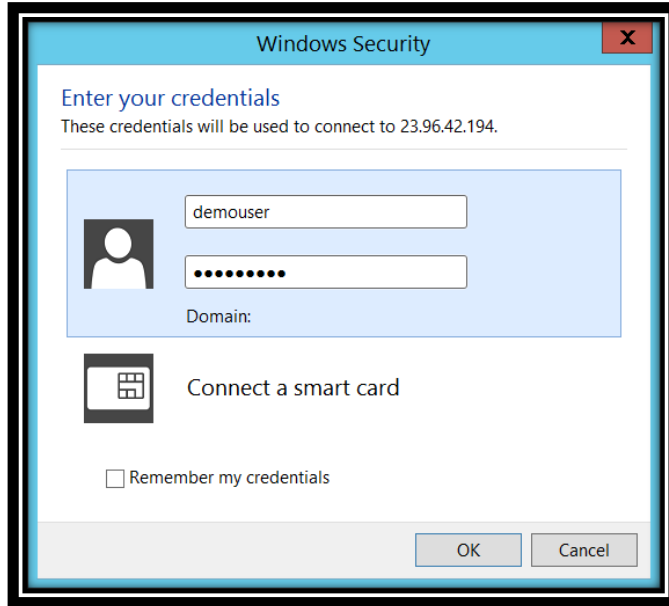 Windows Security
X
Enter your credentials
These credentials will be used to connect to 23.96.42.194.
demouser
●●●●●●●●●
Domain:
Connect a smart card
Remember my credentials
OK
Cancel